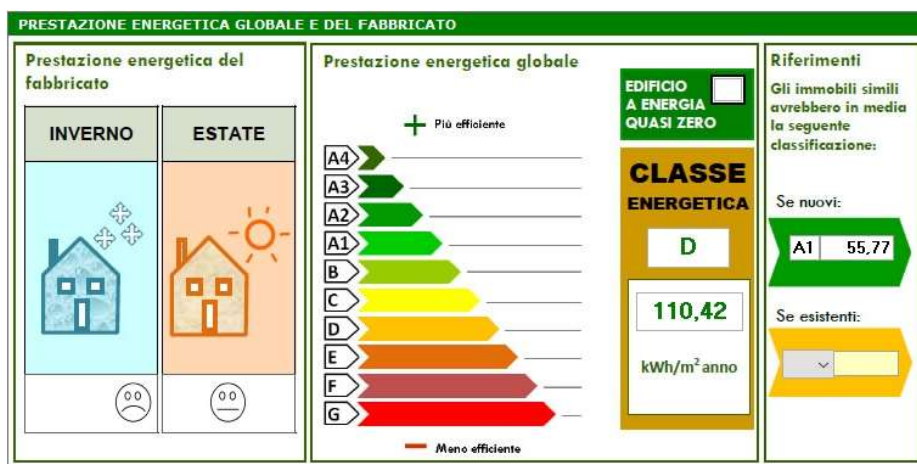 PRESTAZIONE ENERGETICA GLOBALE E DEL FABBRICATO
Prestazione energetica del
fabbricato
INVERNO
ESTATE
Prestazione energetica globale
Più efficiente
A4
A3
A2
A1
B
C
D
E
F
G
Meno efficiente
EDIFICIO
A ENERGIA
QUASI ZERO
CLASSE
ENERGETICA
D
110,42
kWh/m² anno
Riferimenti
Gli immobili simili
avrebbero in media
la seguente
classificazione:
Se nuovi:
A1 55,77
Se esistenti: